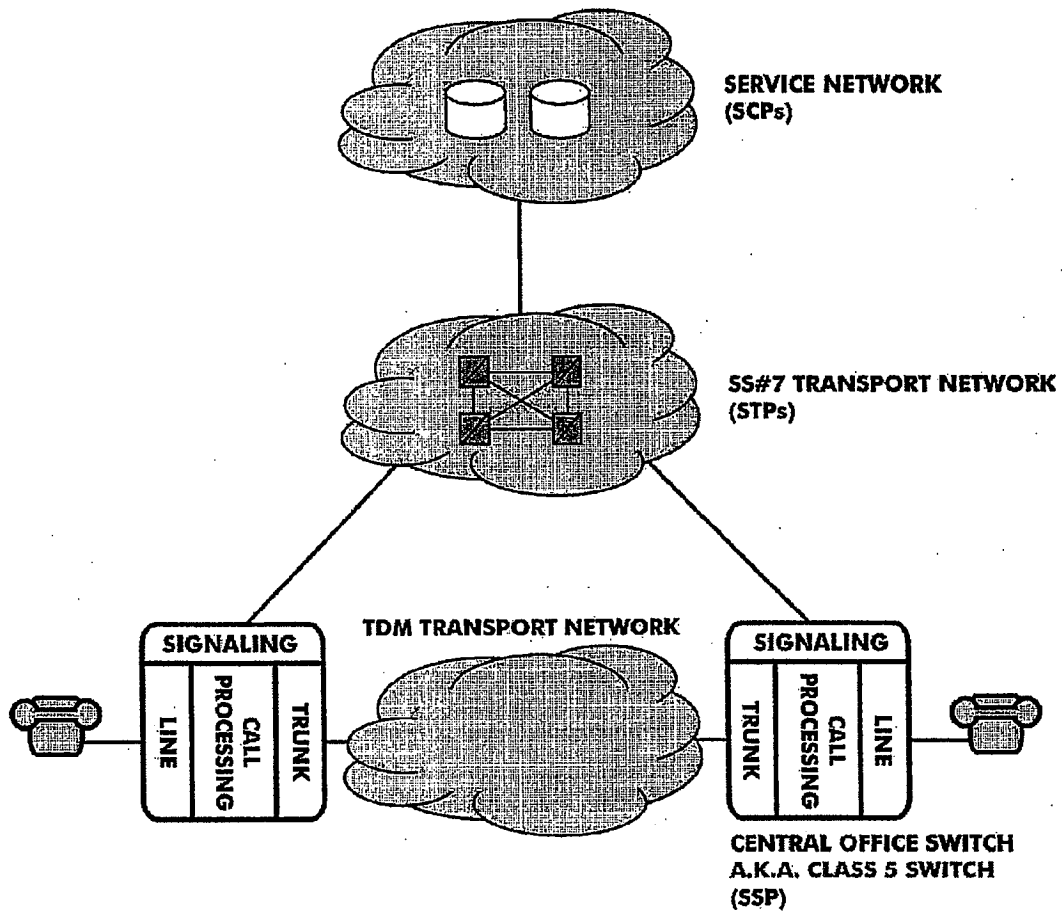 SERVICE NETWORK
(SCPs)
SS#7 TRANSPORT NETWORK
(STPs)
TDM TRANSPORT NETWORK
SIGNALING
LINE
CALL
PROCESSING
TRUNK
SIGNALING
TRUNK
CALL
PROCESSING
LINE
CENTRAL OFFICE SWITCH
A.K.A. CLASS 5 SWITCH
(SSP)